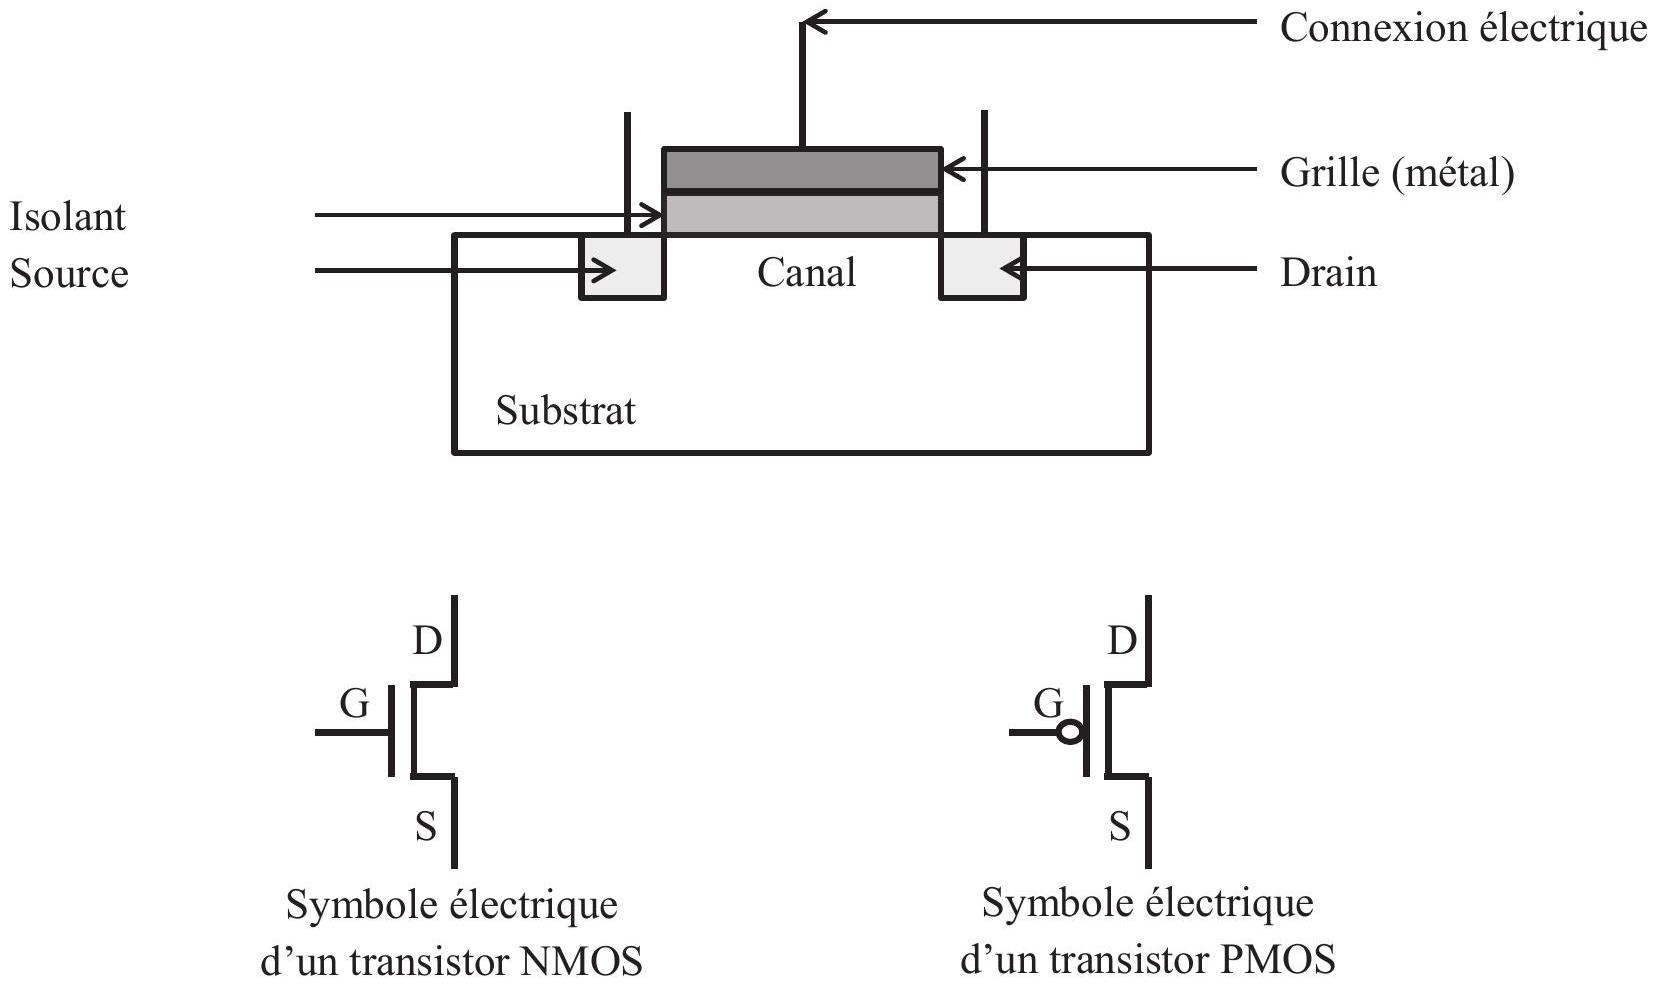 Connexion électrique
Grille (métal)
Isolant
Source
Canal
Drain
Substrat
D
G
S
Symbole électrique
d’un transistor NMOS
D
G
S
Symbole électrique
d’un transistor PMOS